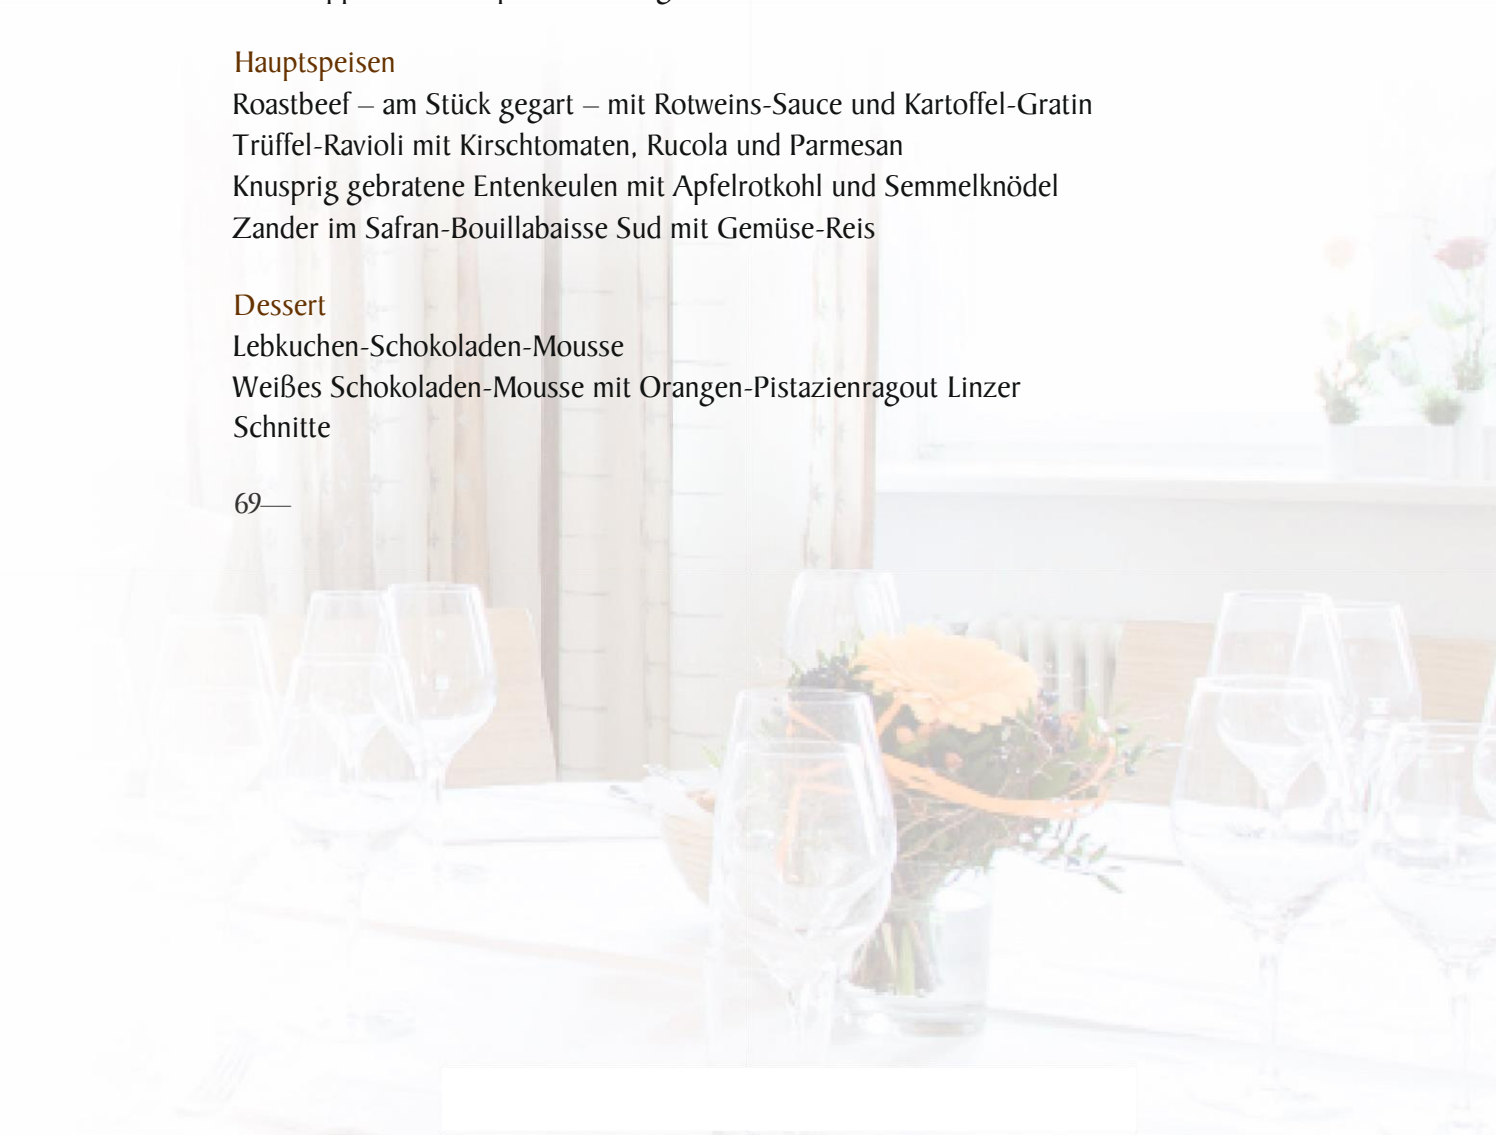 Hauptspeisen
Roastbeef – am Stück gegart – mit Rotweins-Sauce und Kartoffel-Gratin
Trüffel-Ravioli mit Kirschtomaten, Rucola und Parmesan
Knusprig gebratene Entenkeulen mit Apfelrotkohl und Semmelknödel
Zander im Safran-Bouillabaisse Sud mit Gemüse-Reis
Dessert
Lebkuchen-Schokoladen-Mousse
Weißes Schokoladen-Mousse mit Orangen-Pistazienragout Linzer
Schnitte
69—